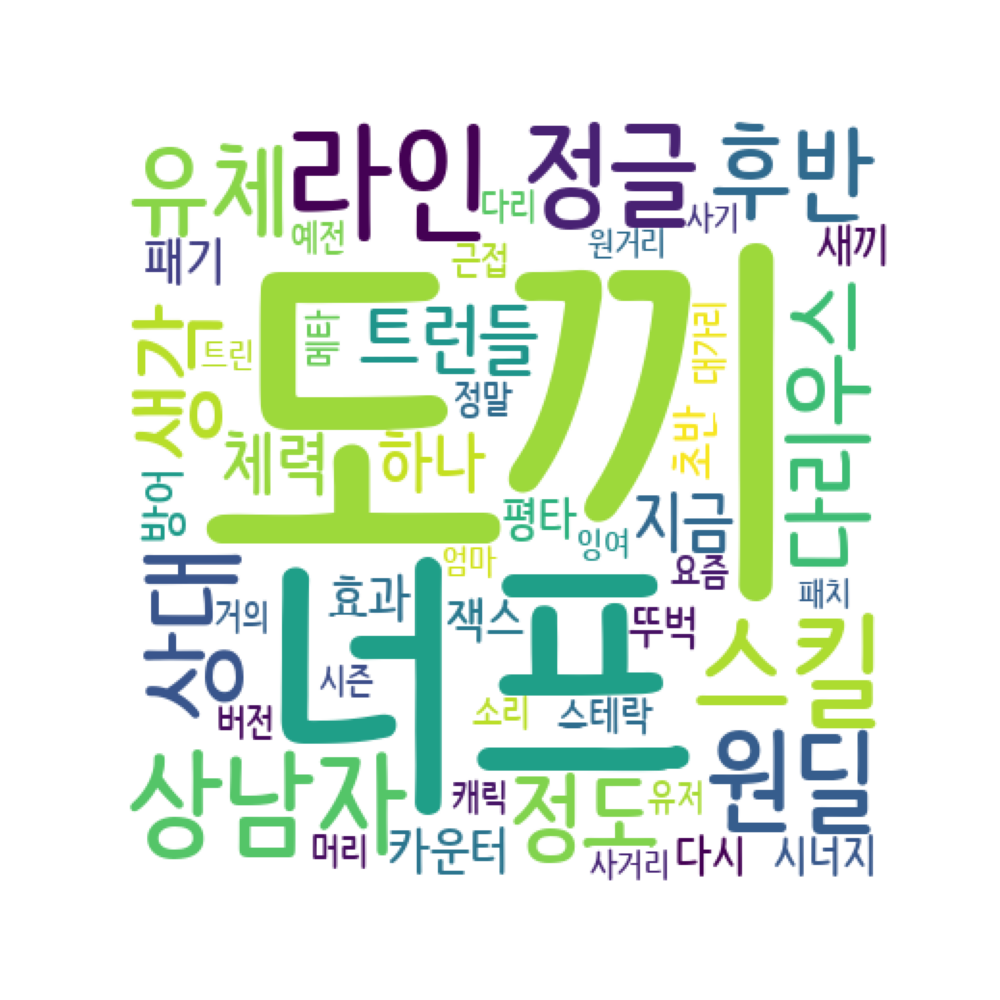 유체
라인
정글
후반
다리
사기
예전
패기
근접
원거리
새끼
도끼
메타
트런들
대가리
다리우스
생각
트린
정말
초반
체력
하나
방어
평타
잉여
지금
엄마
요즘
상대
너프
거의
효과
잭스
뚜벅
패치
시즌
스킬
버전
소리
스테락
상남자
캐릭
정도
유저
원딜
머리
카운터
사거리
다시
시너지